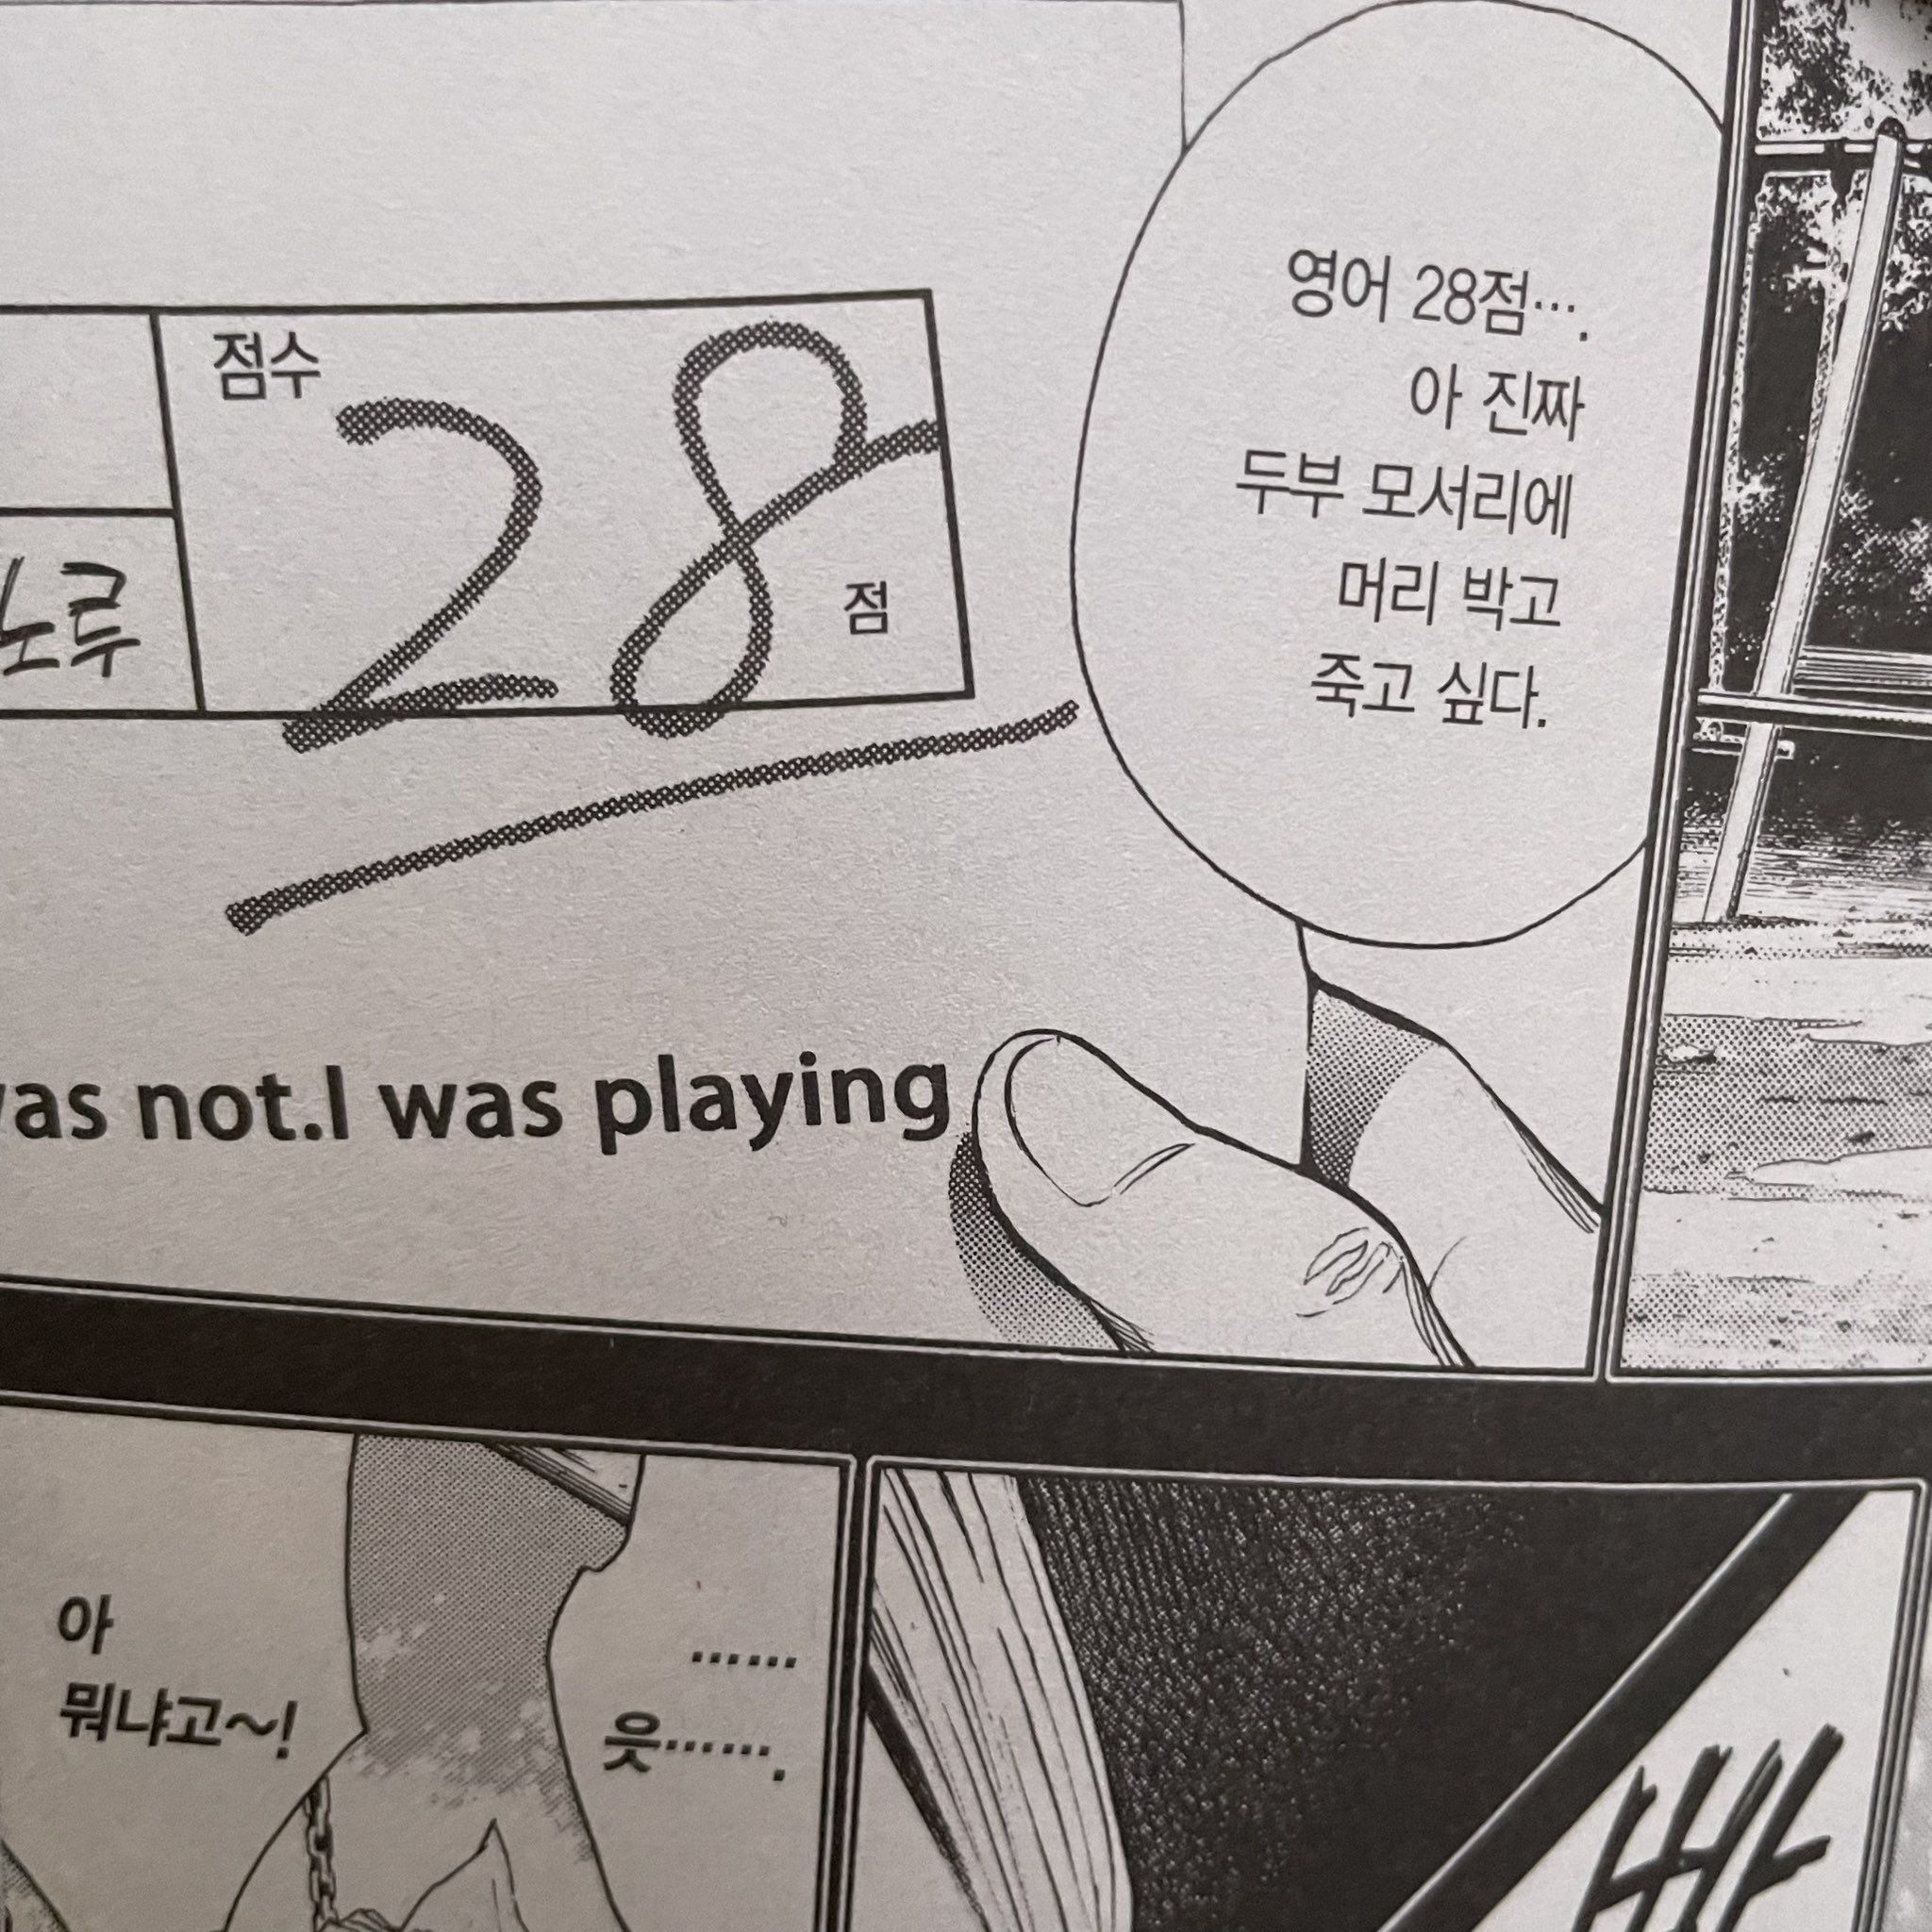 영어 28점….
아 진짜
두부 모서리에
머리 박고
죽고 싶다.
점수
28
점
노루
was not.I was playing
……
읏…….
아
뭐냐고~!